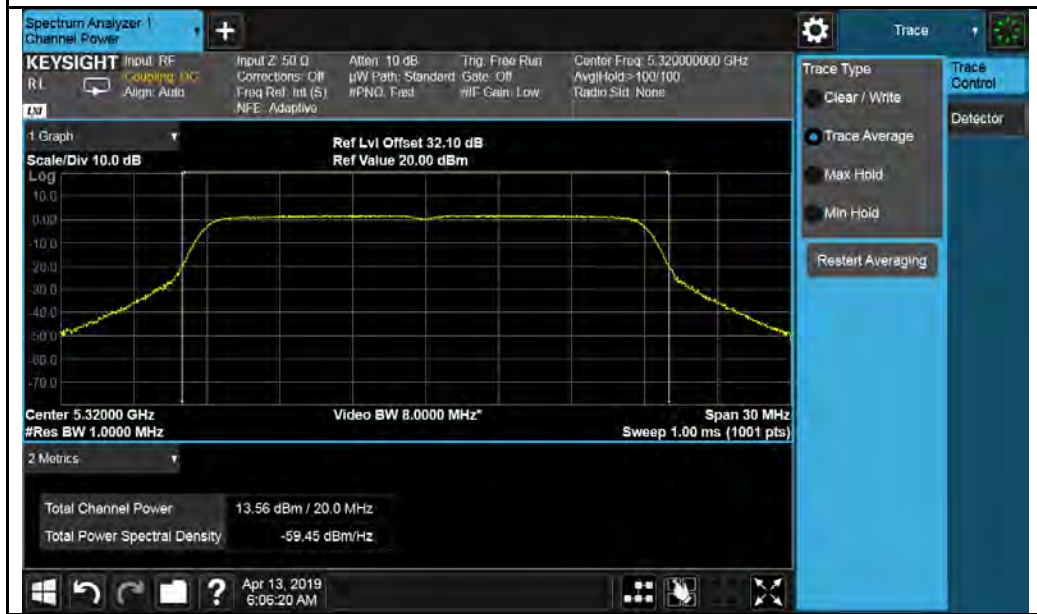 Spectrum Analyzer 1
Channel Power
+
Trace
KEYSIGHT
R L
LXI
Input: RF
Coupling: DC
Align: Auto
Input Z: 50 Ω
Corrections: Off
Freq Ref: Int (S)
NFE: Adaptive
Atten: 10 dB
µW Path: Standard
#PNO: Fast
Trig: Free Run
Gate: Off
#IF Gain: Low
Center Freq: 5.320000000 GHz
Avg|Hold:>100/100
Radio Std: None
Trace Type
Clear / Write
Trace Average
Max Hold
Min Hold
Restart Averaging
Trace
Control
Detector
1 Graph
Scale/Div 10.0 dB
Ref Lvl Offset 32.10 dB
Ref Value 20.00 dBm
Log
10.0
0.00
-10.0
-20.0
-30.0
-40.0
-50.0
-60.0
-70.0
Center 5.32000 GHz
#Res BW 1.0000 MHz
Video BW 8.0000 MHz*
Span 30 MHz
Sweep 1.00 ms (1001 pts)
2 Metrics
Total Channel Power 13.56 dBm / 20.0 MHz
Total Power Spectral Density -59.45 dBm/Hz
?
Apr 13, 2019
6:06:20 AM